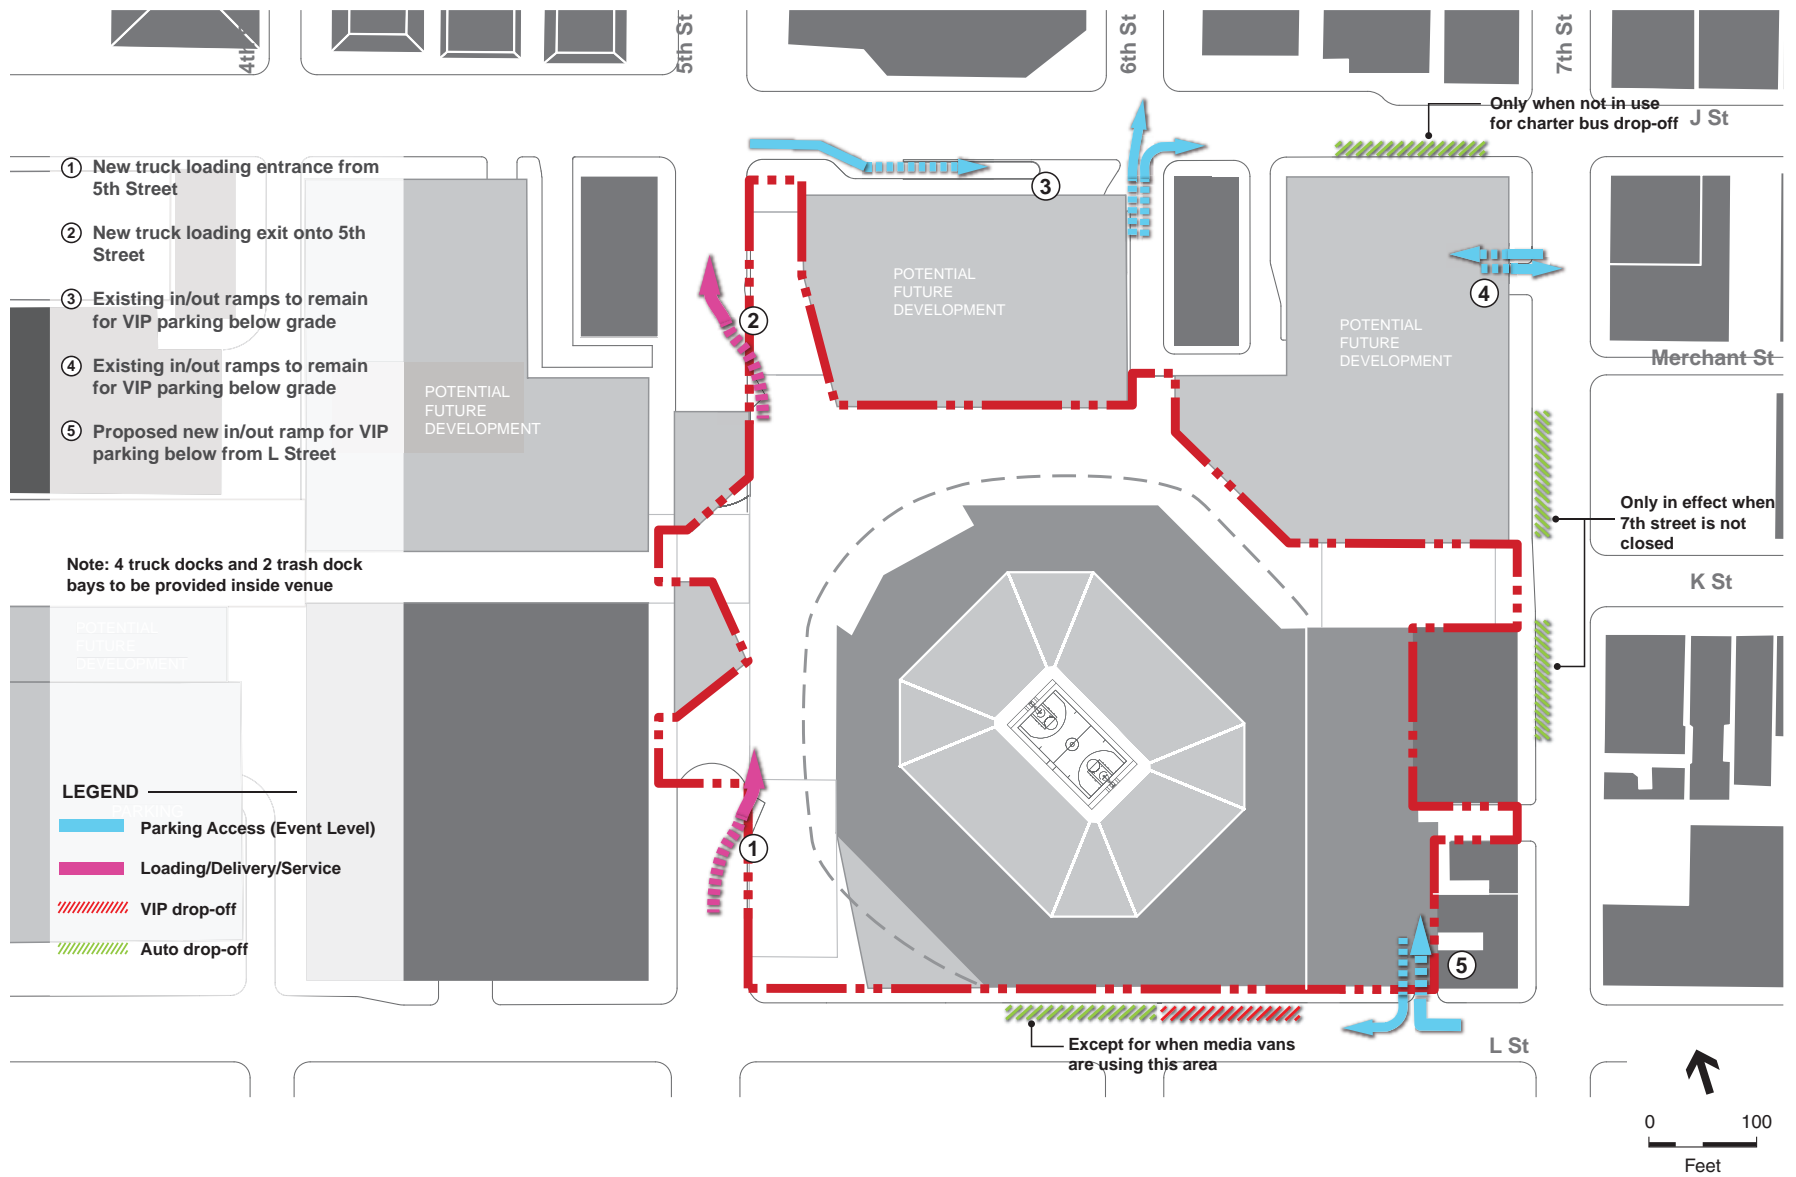 4th
5th St
6th St
7th St
Only when not in use
for charter bus drop-off
J St
1 New truck loading entrance from
5th Street
2 New truck loading exit onto 5th
Street
3 Existing in/out ramps to remain
for VIP parking below grade
4 Existing in/out ramps to remain
for VIP parking below grade
5 Proposed new in/out ramp for VIP
parking below from L Street
3
2
4
POTENTIAL
FUTURE
DEVELOPMENT
POTENTIAL
FUTURE
DEVELOPMENT
POTENTIAL
FUTURE
DEVELOPMENT
Merchant St
Only in effect when
7th street is not
closed
K St
Note: 4 truck docks and 2 trash dock
bays to be provided inside venue
POTENTIAL
FUTURE
DEVELOPMENT
LEGEND
PARKING
Parking Access (Event Level)
Loading/Delivery/Service
VIP drop-off
Auto drop-off
1
5
Except for when media vans
are using this area
L St
0 100
Feet